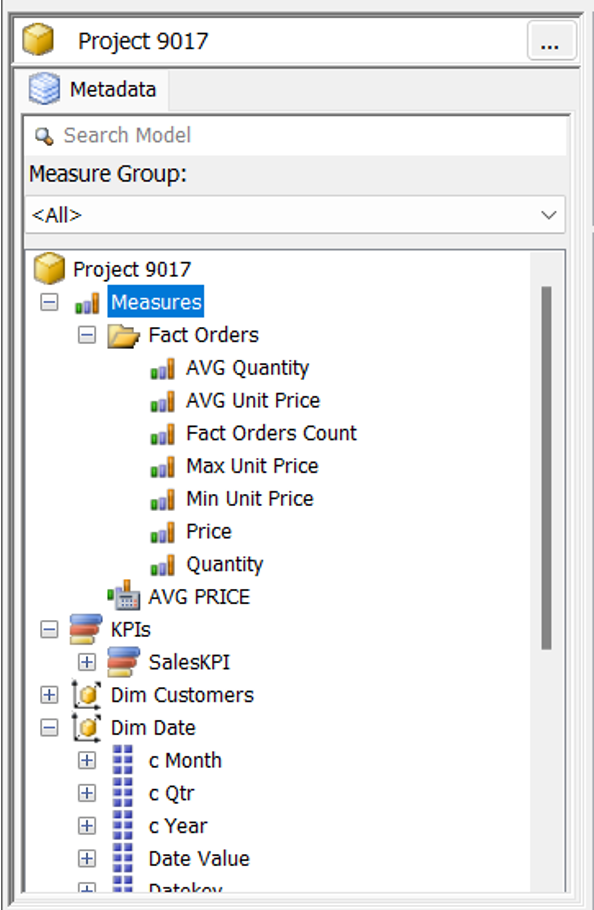 Project 9017
...
Metadata
Search Model
Measure Group:
<All>
Project 9017
Measures
Fact Orders
AVG Quantity
AVG Unit Price
Fact Orders Count
Max Unit Price
Min Unit Price
Price
Quantity
AVG PRICE
KPIs
SalesKPI
Dim Customers
Dim Date
c Month
c Qtr
c Year
Date Value
Datekey